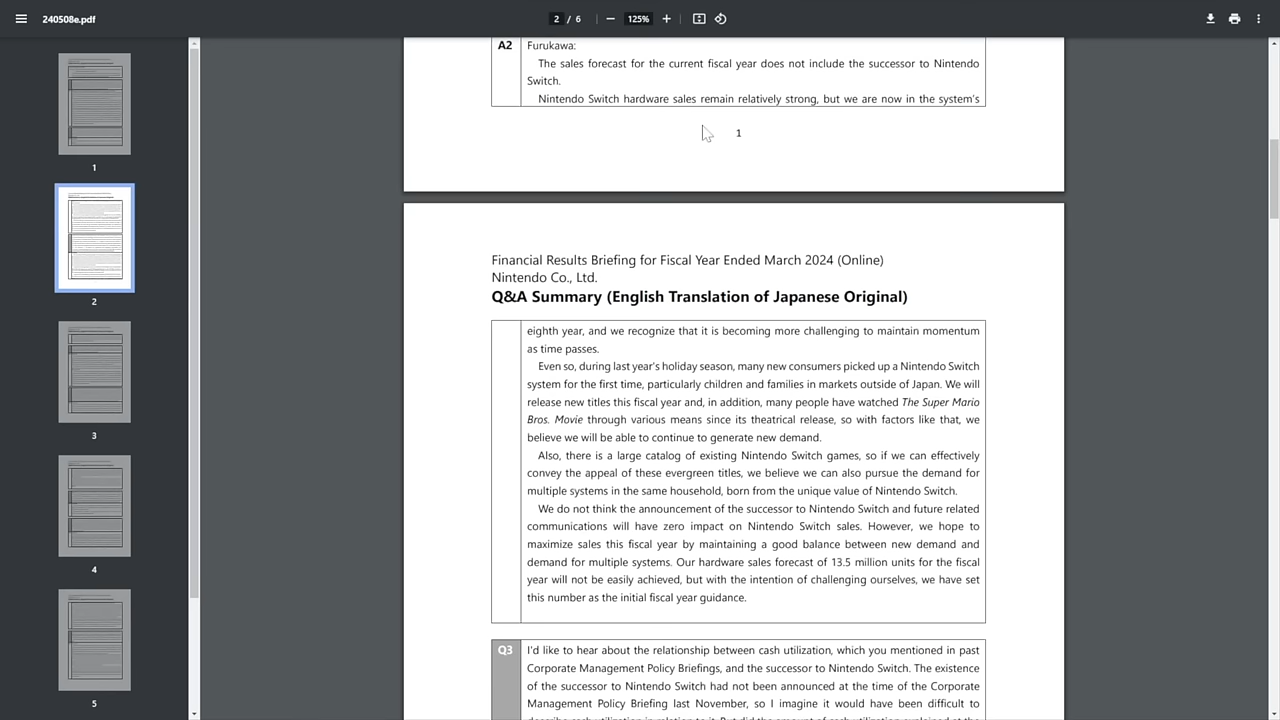 240508e.pdf
2 / 6
125%
A2
Furukawa:
The sales forecast for the current fiscal year does not include the successor to Nintendo
Switch.
Nintendo Switch hardware sales remain relatively strong, but we are now in the system's
1
Financial Results Briefing for Fiscal Year Ended March 2024 (Online)
Nintendo Co., Ltd.
Q&A Summary (English Translation of Japanese Original)
eighth year, and we recognize that it is becoming more challenging to maintain momentum
as time passes.
Even so, during last year's holiday season, many new consumers picked up a Nintendo Switch
system for the first time, particularly children and families in markets outside of Japan. We will
release new titles this fiscal year and, in addition, many people have watched The Super Mario
Bros. Movie through various means since its theatrical release, so with factors like that, we
believe we will be able to continue to generate new demand.
Also, there is a large catalog of existing Nintendo Switch games, so if we can effectively
convey the appeal of these evergreen titles, we believe we can also pursue the demand for
multiple systems in the same household, born from the unique value of Nintendo Switch.
We do not think the announcement of the successor to Nintendo Switch and future related
communications will have zero impact on Nintendo Switch sales. However, we hope to
maximize sales this fiscal year by maintaining a good balance between new demand and
demand for multiple systems. Our hardware sales forecast of 13.5 million units for the fiscal
year will not be easily achieved, but with the intention of challenging ourselves, we have set
this number as the initial fiscal year guidance.
Q3
I'd like to hear about the relationship between cash utilization, which you mentioned in past
Corporate Management Policy Briefings, and the successor to Nintendo Switch. The existence
of the successor to Nintendo Switch had not been announced at the time of the Corporate
Management Policy Briefing last November, so I imagine it would have been difficult to
1
2
3
4
5